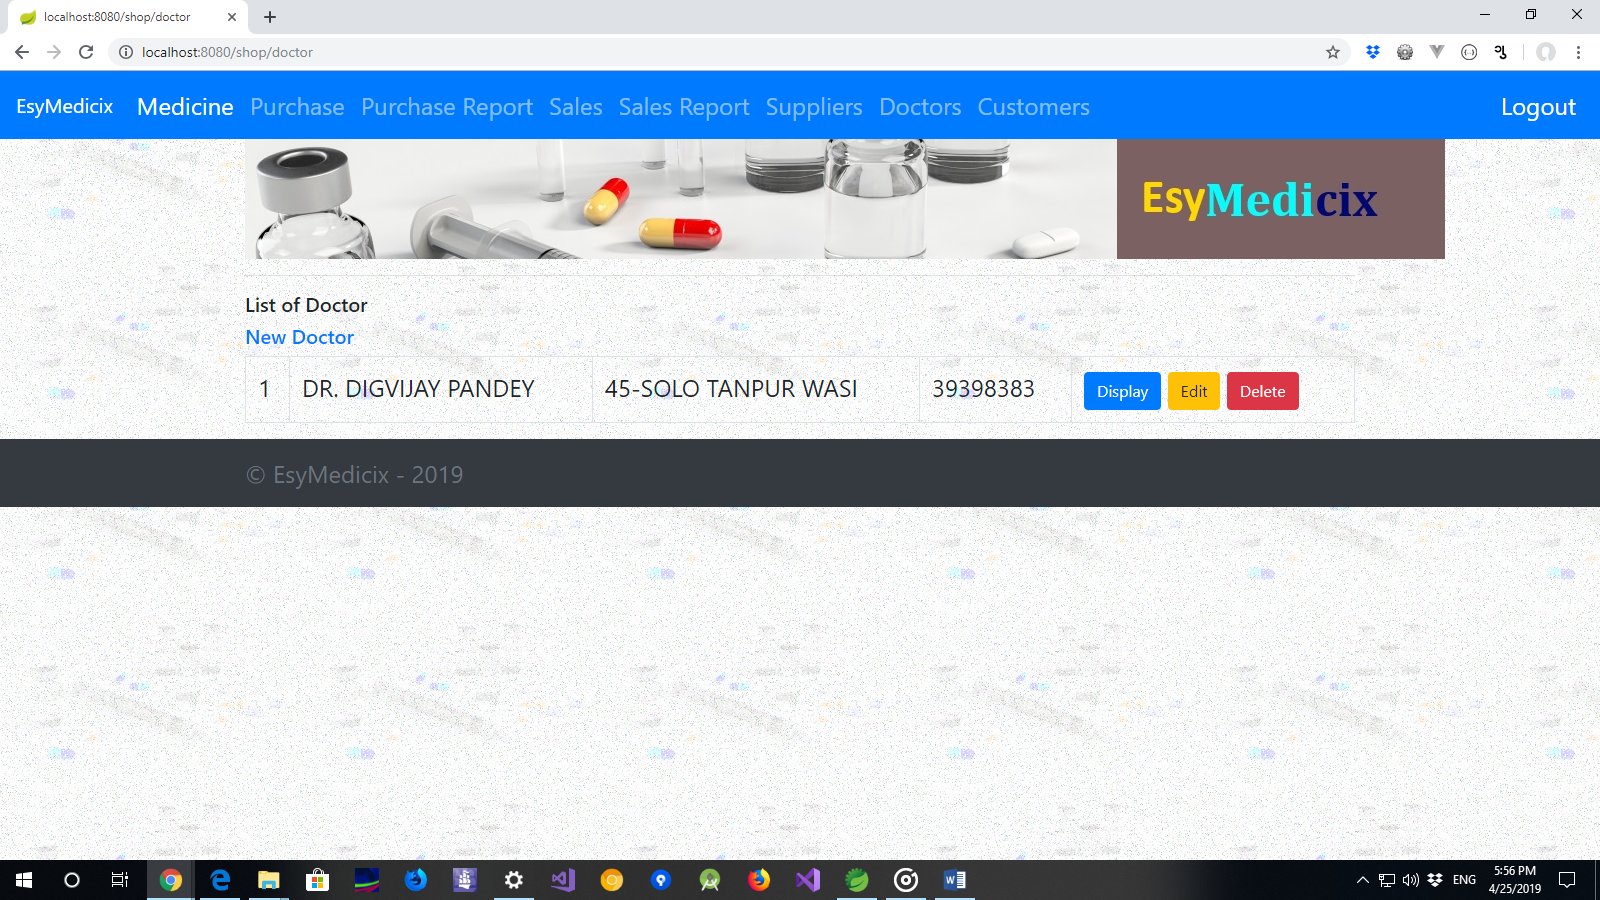 localhost:8080/shop/doctor
localhost:8080/shop/doctor
EsyMedicix Medicine Purchase Purchase Report Sales Sales Report Suppliers Doctors Customers Logout
EsyMedicix
List of Doctor
New Doctor
1 DR. DIGVIJAY PANDEY 45-SOLO TANPUR WASI 39398383 Display Edit Delete
© EsyMedicix - 2019
5:56 PM
ENG
4/25/2019